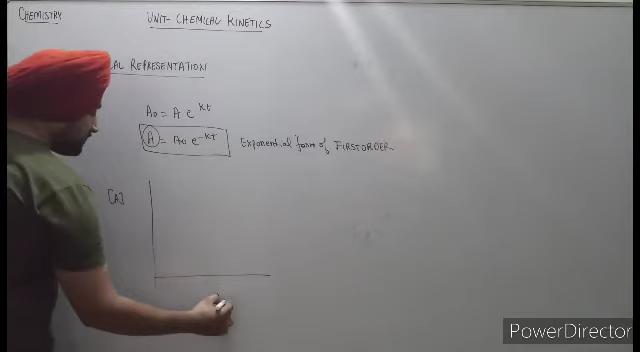 CHEMISTRY
UNIT- CHEMICAL KINETICS
AL REPRESENTATION
A₀ = A e^kt
A = A₀ e^-kt Exponential form of FIRST ORDER
[A]
PowerDirector